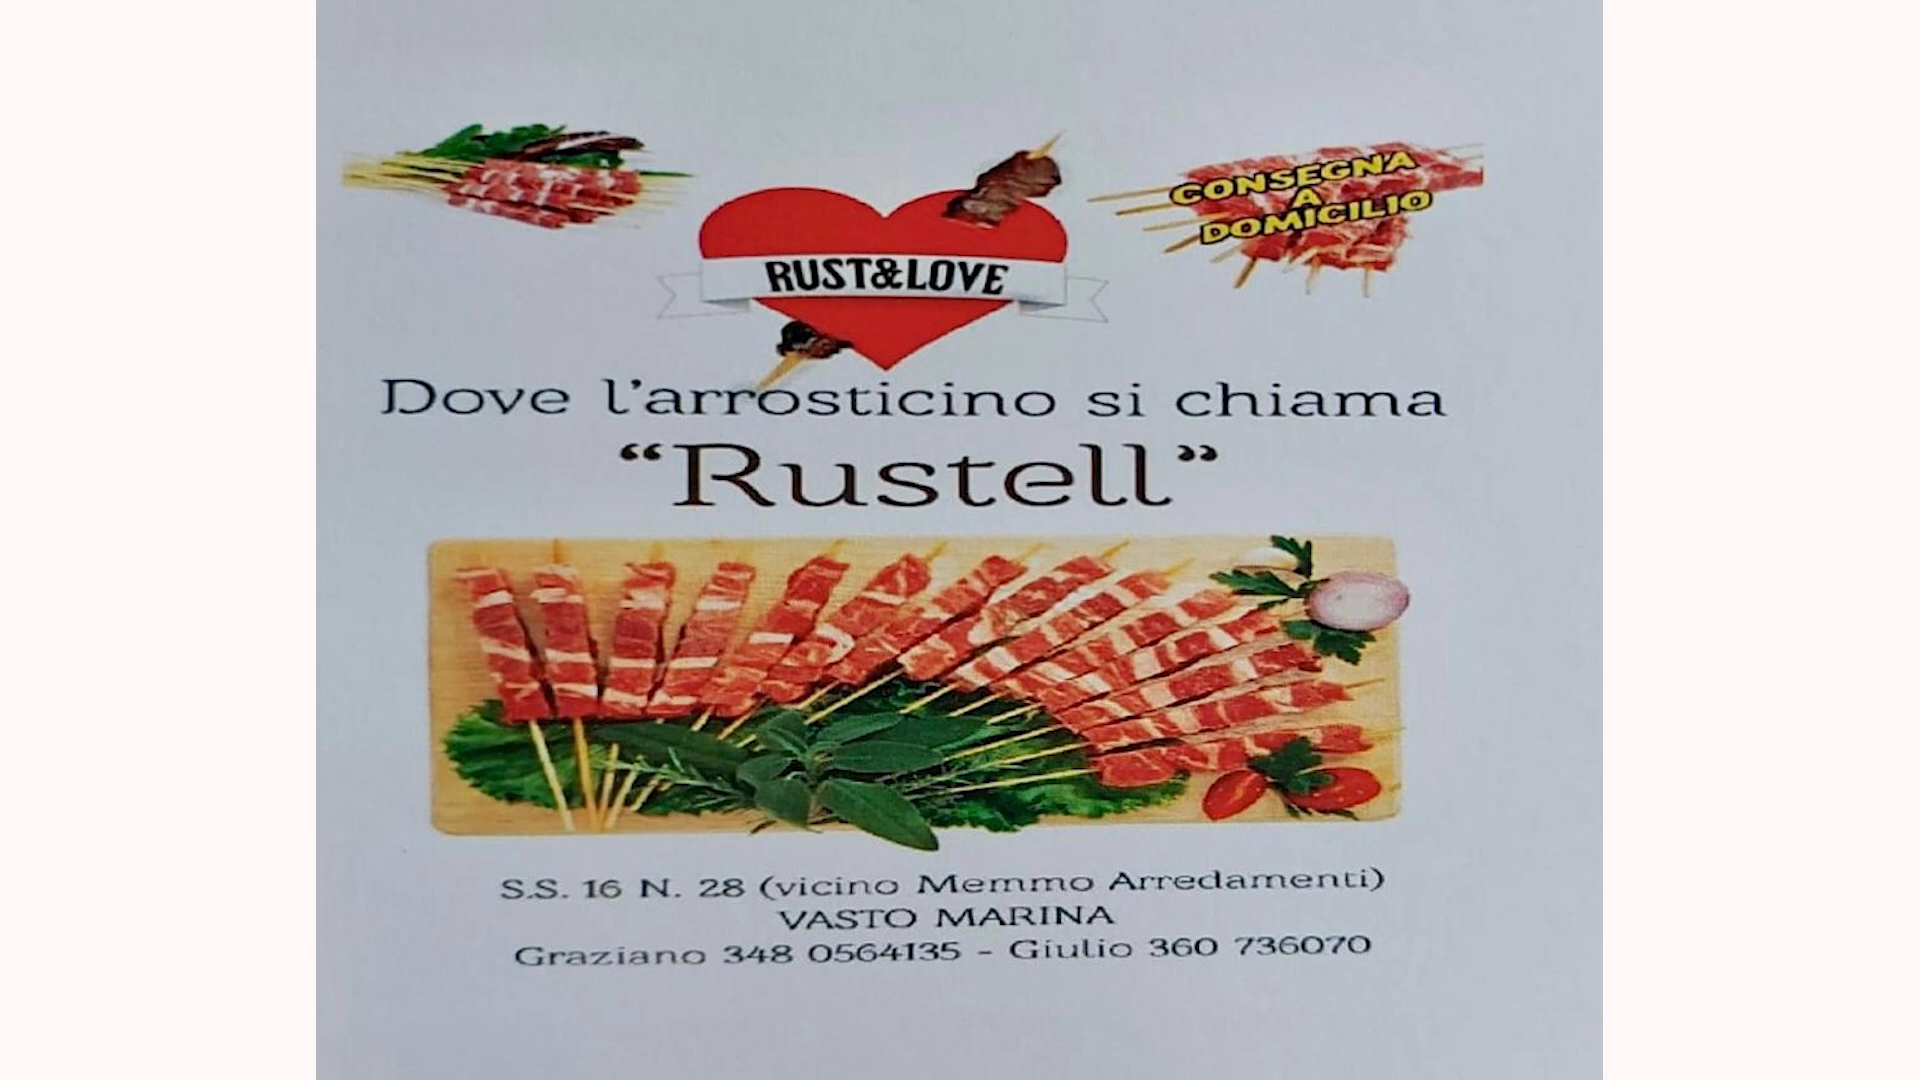 CONSEGNA
A
DOMICILIO
RUST&LOVE
Dove l'arrosticino si chiama
“Rustell”
S.S. 16 N. 28 (vicino Memmo Arredamenti)
VASTO MARINA
Graziano 348 0564135 - Giulio 360 736070